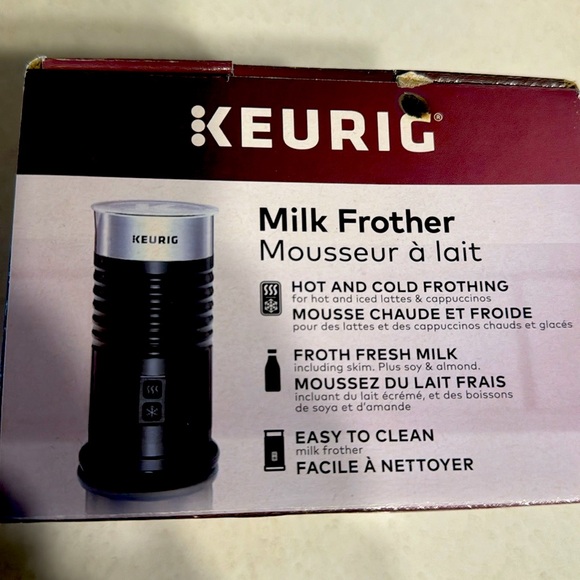 KEURIG®
KEURIG
Milk Frother
Mousseur à lait
HOT AND COLD FROTHING
for hot and iced lattes & cappuccinos
MOUSSE CHAUDE ET FROIDE
pour des lattes et des cappuccinos chauds et glacés
FROTH FRESH MILK
including skim. Plus soy & almond.
MOUSSEZ DU LAIT FRAIS
incluant du lait écrémé, et des boissons
de soya et d'amande
EASY TO CLEAN
milk frother
FACILE À NETTOYER